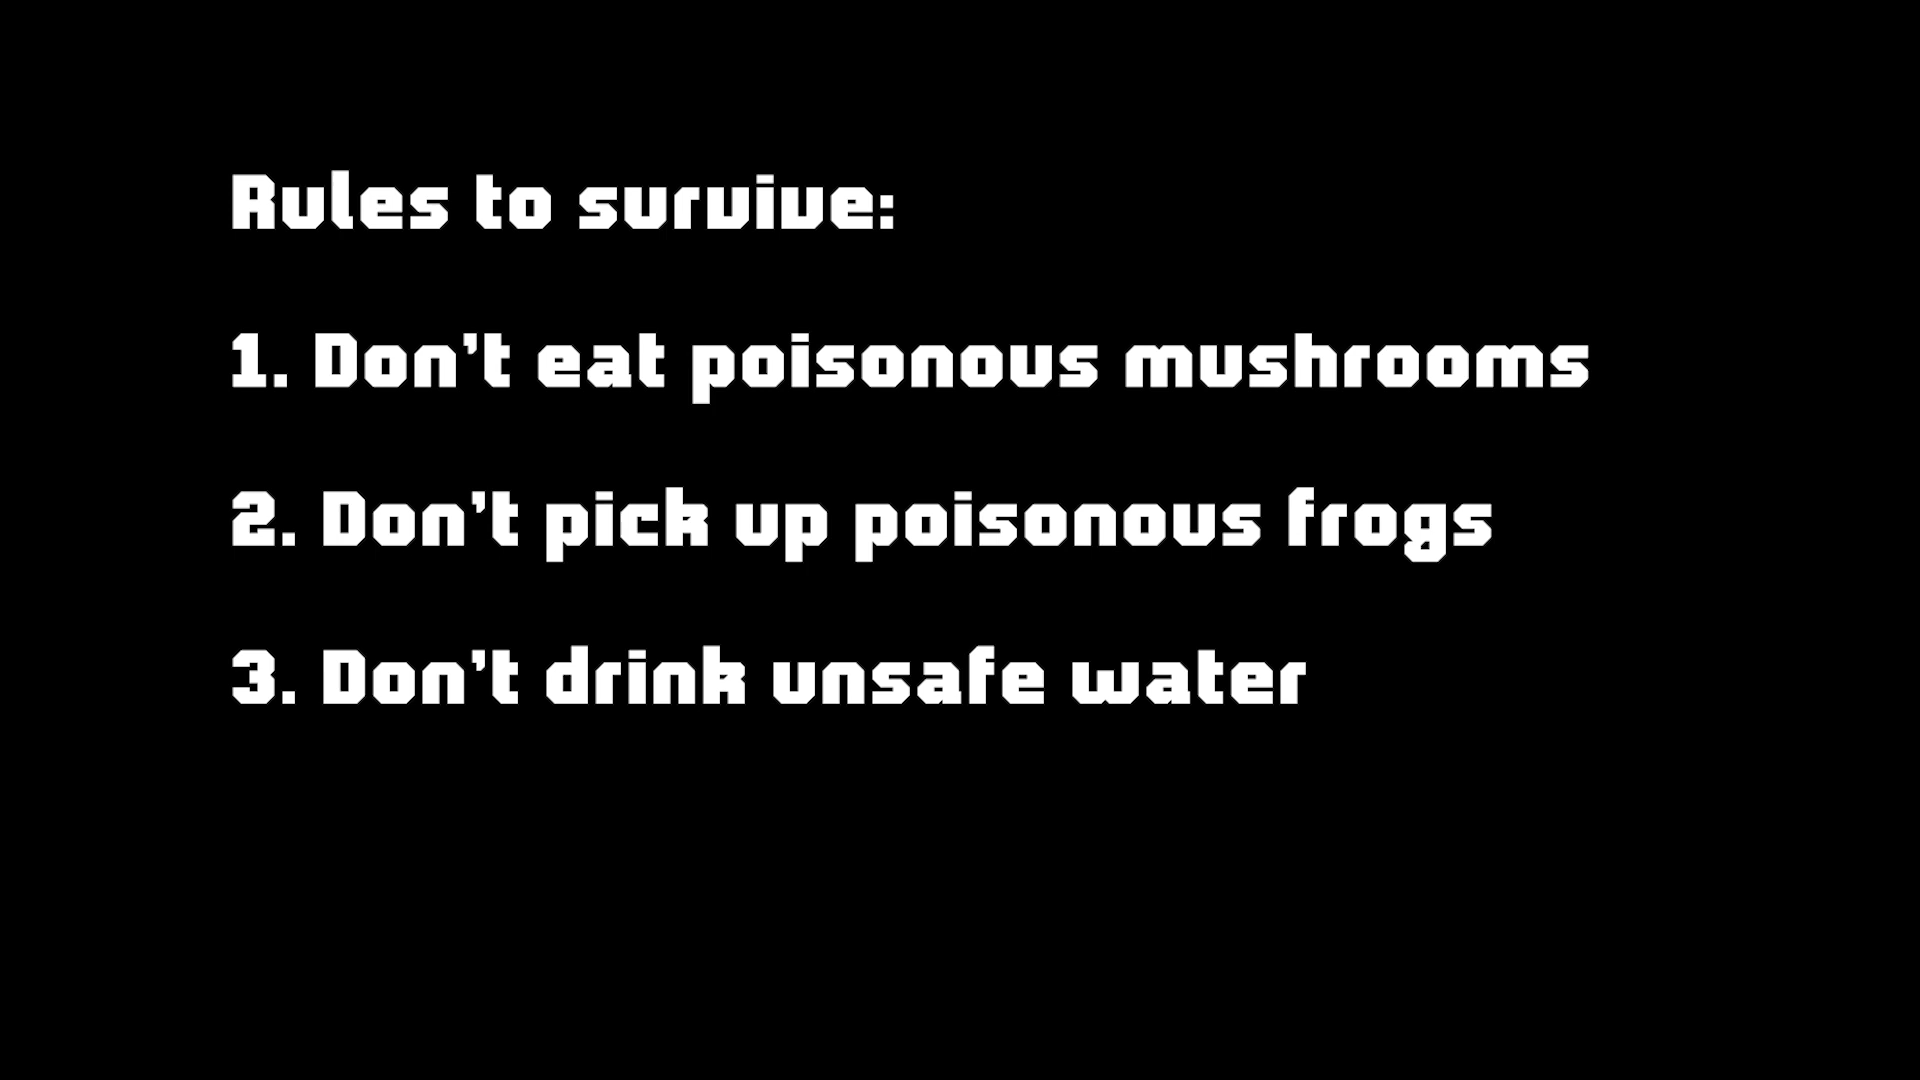 Rules to survive:
1. Don't eat poisonous mushrooms
2. Don't pick up poisonous frogs
3. Don't drink unsafe water